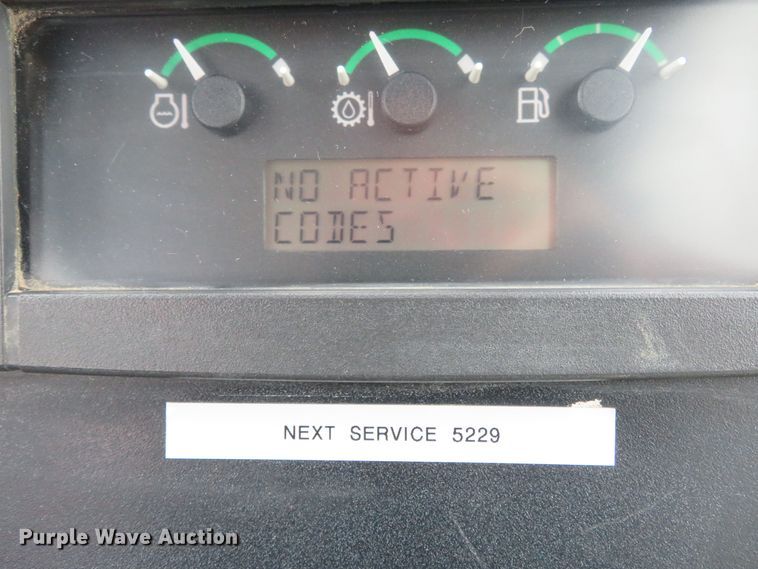 NO ACTIVE
CODES
NEXT SERVICE 5229
Purple Wave Auction